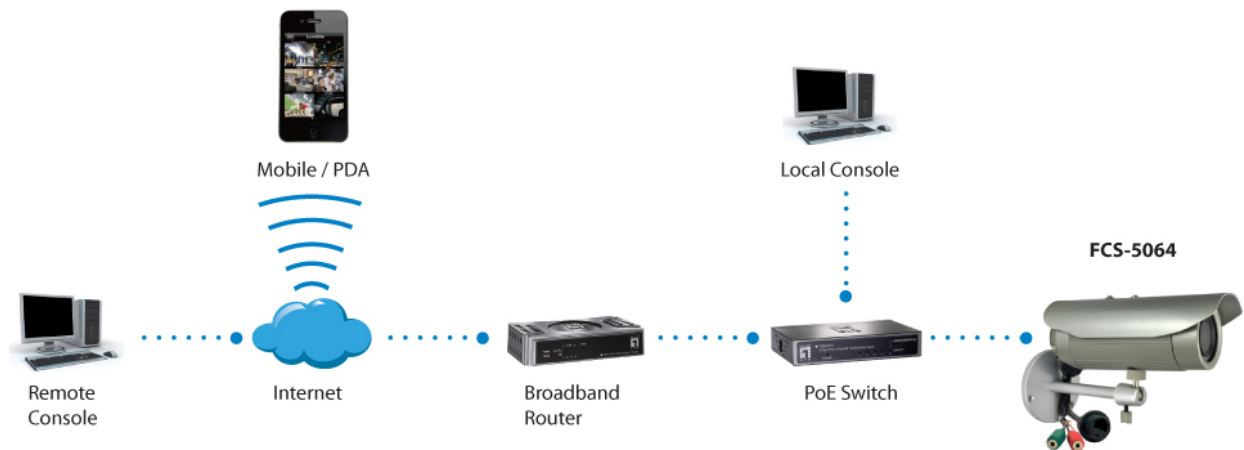 Mobile / PDA
Local Console
FCS-5064
Remote
Console
Internet
Broadband
Router
PoE Switch